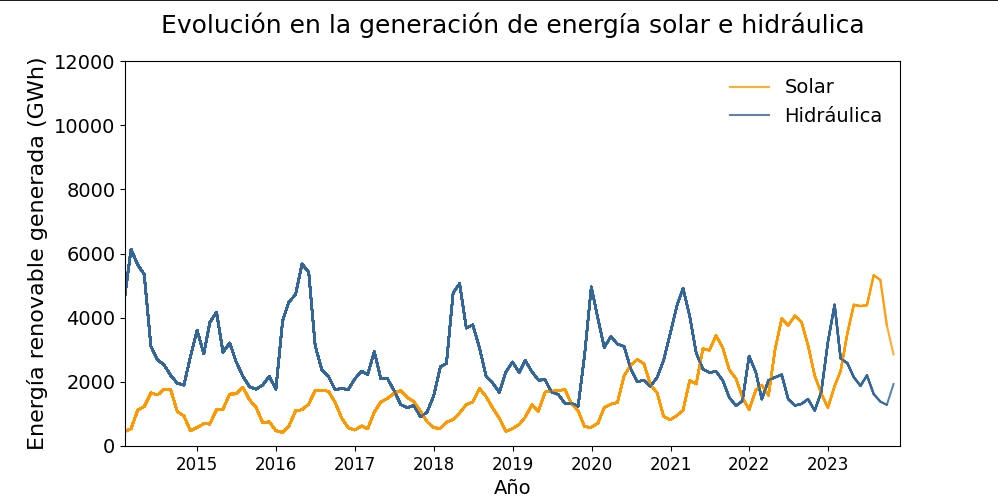 Evolución en la generación de energía solar e hidráulica
Energía renovable generada (GWh)
12000
10000
8000
6000
4000
2000
0
Solar
Hidráulica
2015 2016 2017 2018 2019 2020 2021 2022 2023
Año